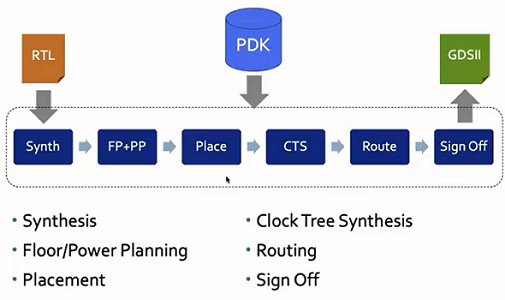 RTL
PDK
GDSII
Synth
FP+PP
Place
CTS
Route
Sign Off
• Synthesis
• Floor/Power Planning
• Placement
• Clock Tree Synthesis
• Routing
• Sign Off